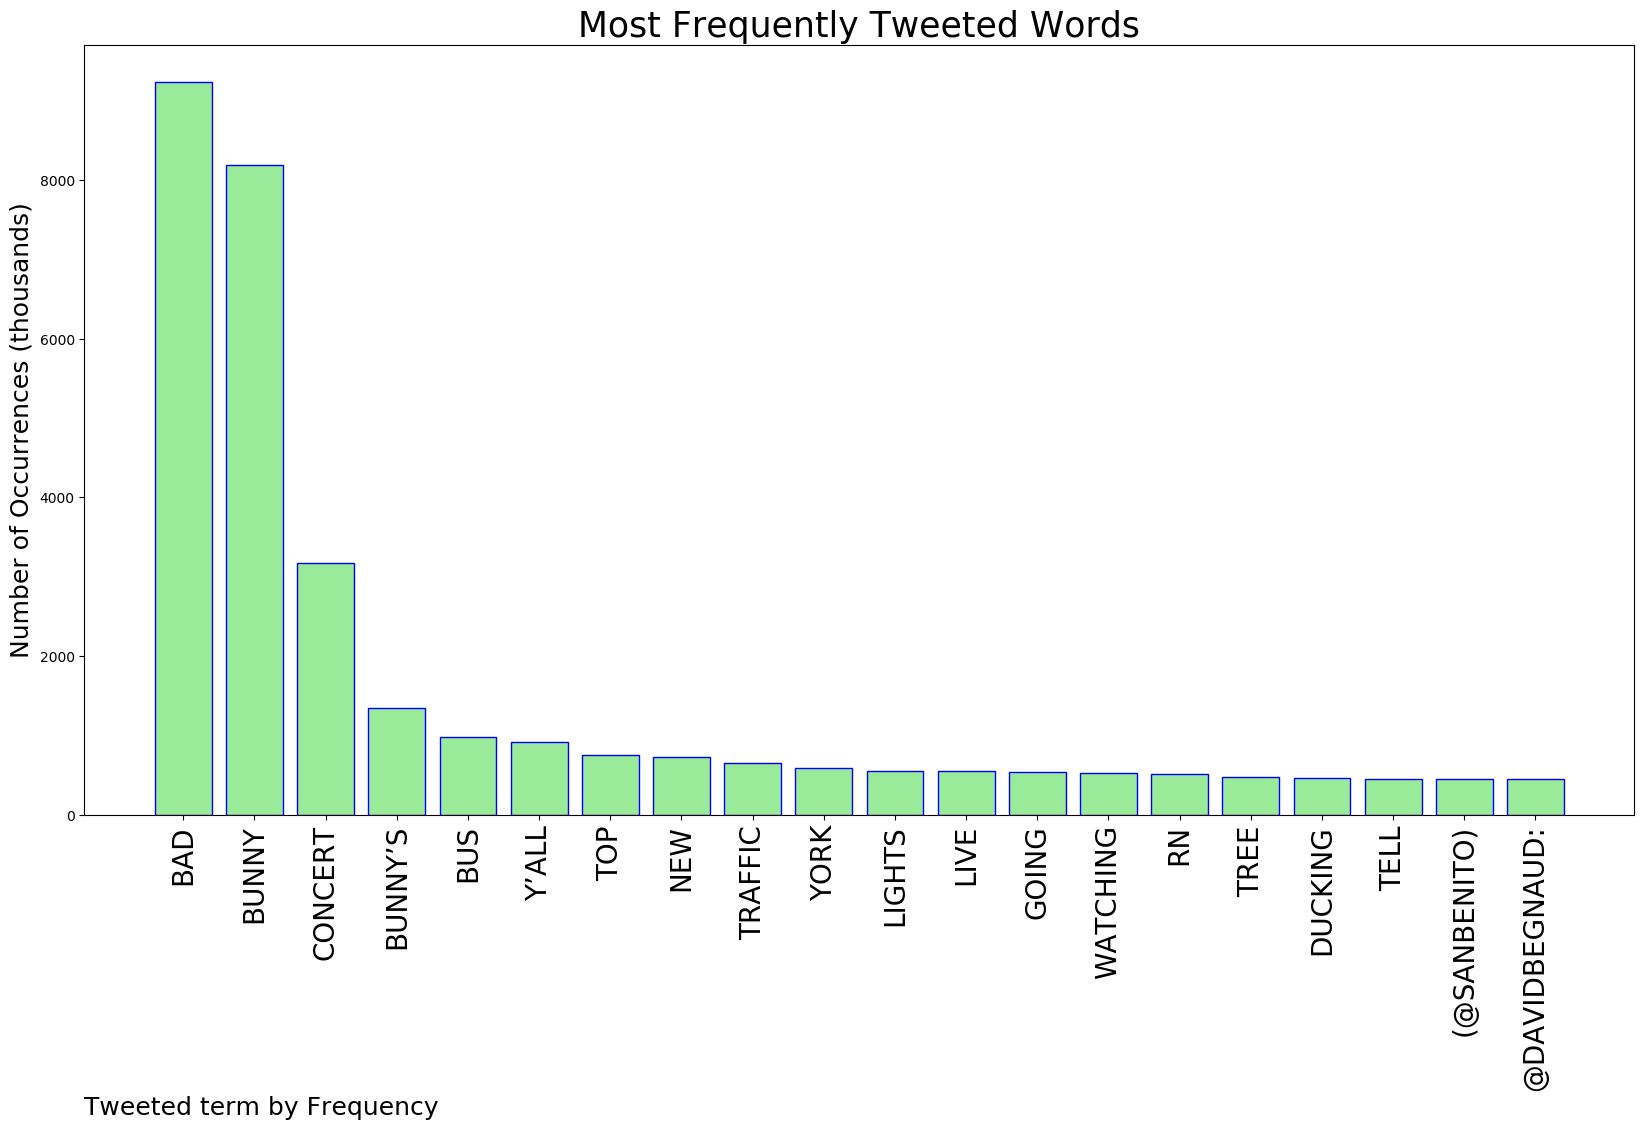 Most Frequently Tweeted Words
Number of Occurrences (thousands)
8000
6000
4000
2000
0
BAD
BUNNY
CONCERT
BUNNY’S
BUS
Y’ALL
TOP
NEW
TRAFFIC
YORK
LIGHTS
LIVE
GOING
WATCHING
RN
TREE
DUCKING
TELL
(@SANBENITO)
@DAVIDBEGNAUD:
Tweeted term by Frequency